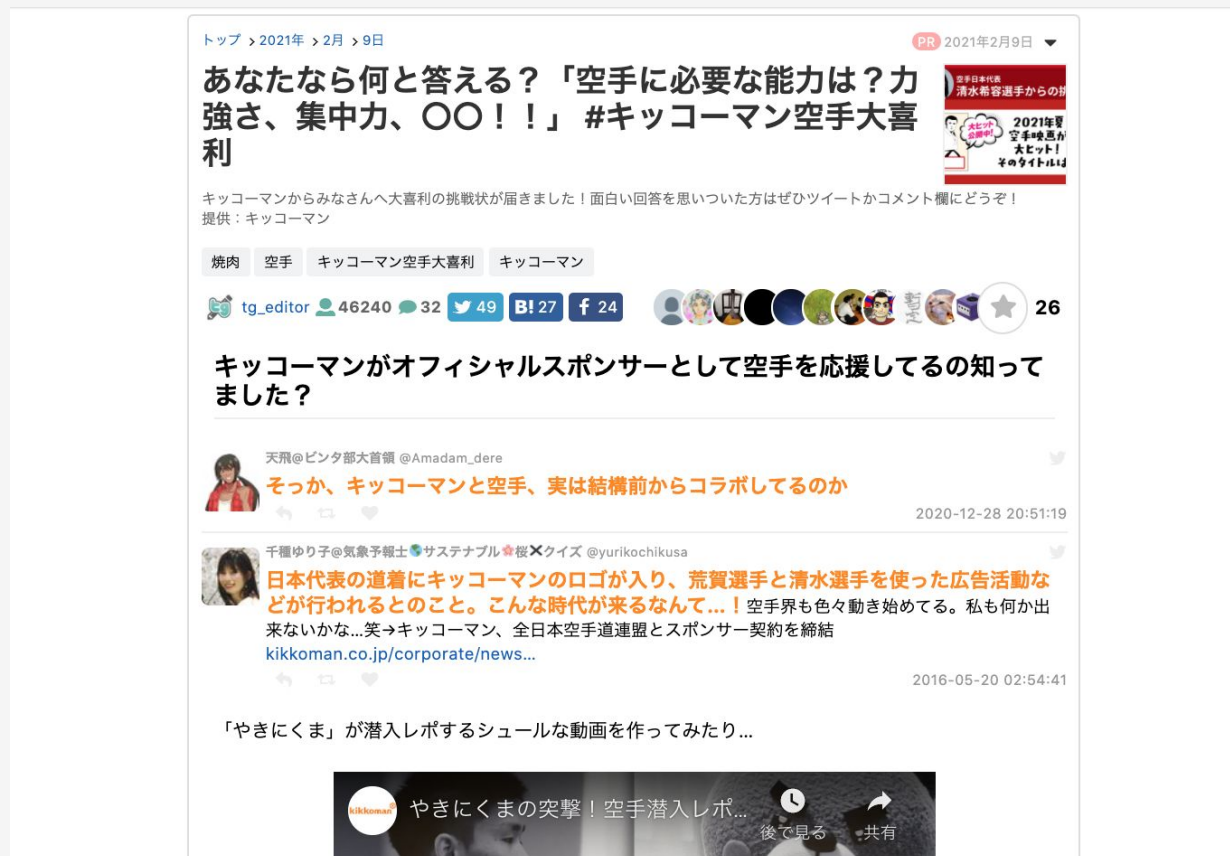 トップ > 2021年 > 2月 > 9日
PR 2021年2月9日
あなたなら何と答える？「空手に必要な能力は？力
強さ、集中力、〇〇！！」 #キッコーマン空手大喜
利
空手日本代表
清水希容選手からの挑
大ヒット
公開中!
2021年夏
空手映画が
大ヒット！
そのタイトルは
キッコーマンからみなさんへ大喜利の挑戦状が届きました！面白い回答を思いついた方はぜひツイートかコメント欄にどうぞ！
提供：キッコーマン
焼肉 空手 キッコーマン空手大喜利 キッコーマン
tg_editor 46240 32 49 B! 27 f 24 26
キッコーマンがオフィシャルスポンサーとして空手を応援してるの知って
ました？
天飛@ピンタ部大首領 @Amadam_dere
そっか、キッコーマンと空手、実は結構前からコラボしてるのか
2020-12-28 20:51:19
千種ゆり子@気象予報士🌏サステナブル🌸桜✕クイズ @yurikochikusa
日本代表の道着にキッコーマンのロゴが入り、荒賀選手と清水選手を使った広告活動な
どが行われるとのこと。こんな時代が来るなんて...！空手界も色々動き始めてる。私も何か出
来ないかな...笑→キッコーマン、全日本空手道連盟とスポンサー契約を締結
kikkoman.co.jp/corporate/news...
2016-05-20 02:54:41
「やきにくま」が潜入レポするシュールな動画を作ってみたり...
kikkoman やきにくまの突撃！空手潜入レポ...
後で見る 共有